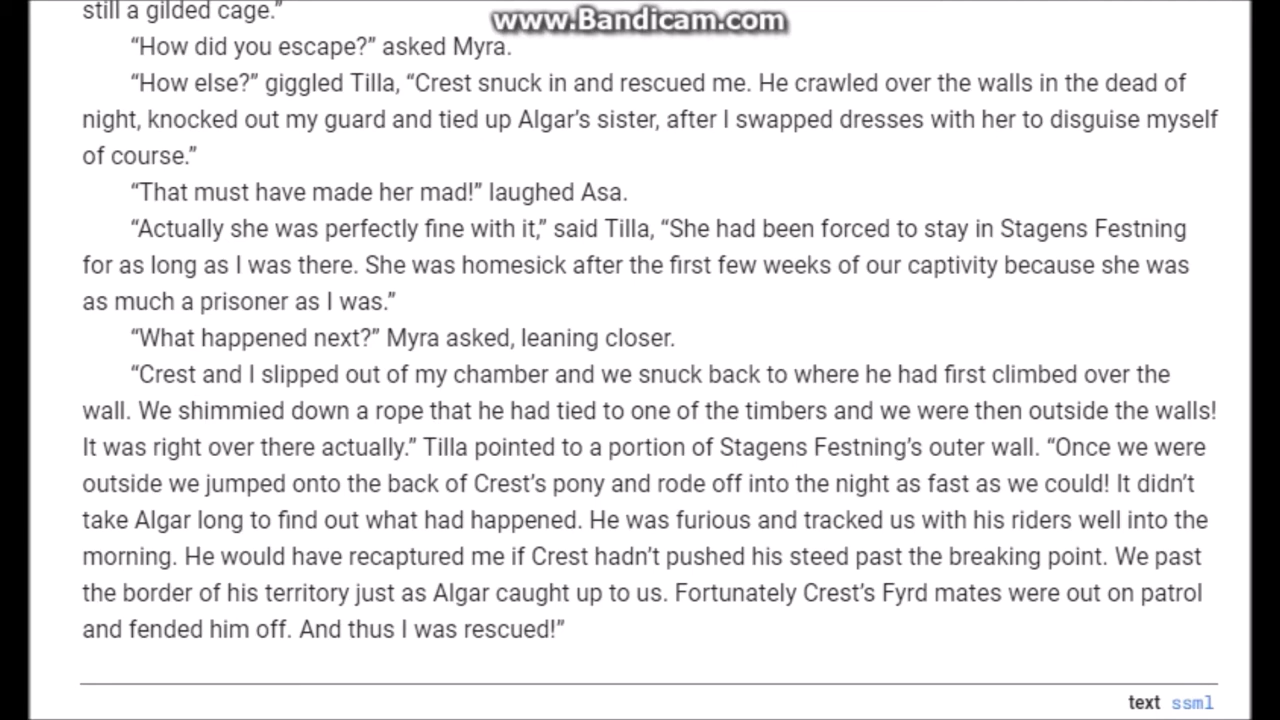 still a gilded cage.”
www.Bandicam.com
“How did you escape?” asked Myra.
“How else?” giggled Tilla, “Crest snuck in and rescued me. He crawled over the walls in the dead of
night, knocked out my guard and tied up Algar’s sister, after I swapped dresses with her to disguise myself
of course.”
“That must have made her mad!” laughed Asa.
“Actually she was perfectly fine with it,” said Tilla, “She had been forced to stay in Stagens Festning
for as long as I was there. She was homesick after the first few weeks of our captivity because she was
as much a prisoner as I was.”
“What happened next?” Myra asked, leaning closer.
“Crest and I slipped out of my chamber and we snuck back to where he had first climbed over the
wall. We shimmied down a rope that he had tied to one of the timbers and we were then outside the walls!
It was right over there actually.” Tilla pointed to a portion of Stagens Festning’s outer wall. “Once we were
outside we jumped onto the back of Crest’s pony and rode off into the night as fast as we could! It didn’t
take Algar long to find out what had happened. He was furious and tracked us with his riders well into the
morning. He would have recaptured me if Crest hadn’t pushed his steed past the breaking point. We past
the border of his territory just as Algar caught up to us. Fortunately Crest’s Fyrd mates were out on patrol
and fended him off. And thus I was rescued!”
text ssml